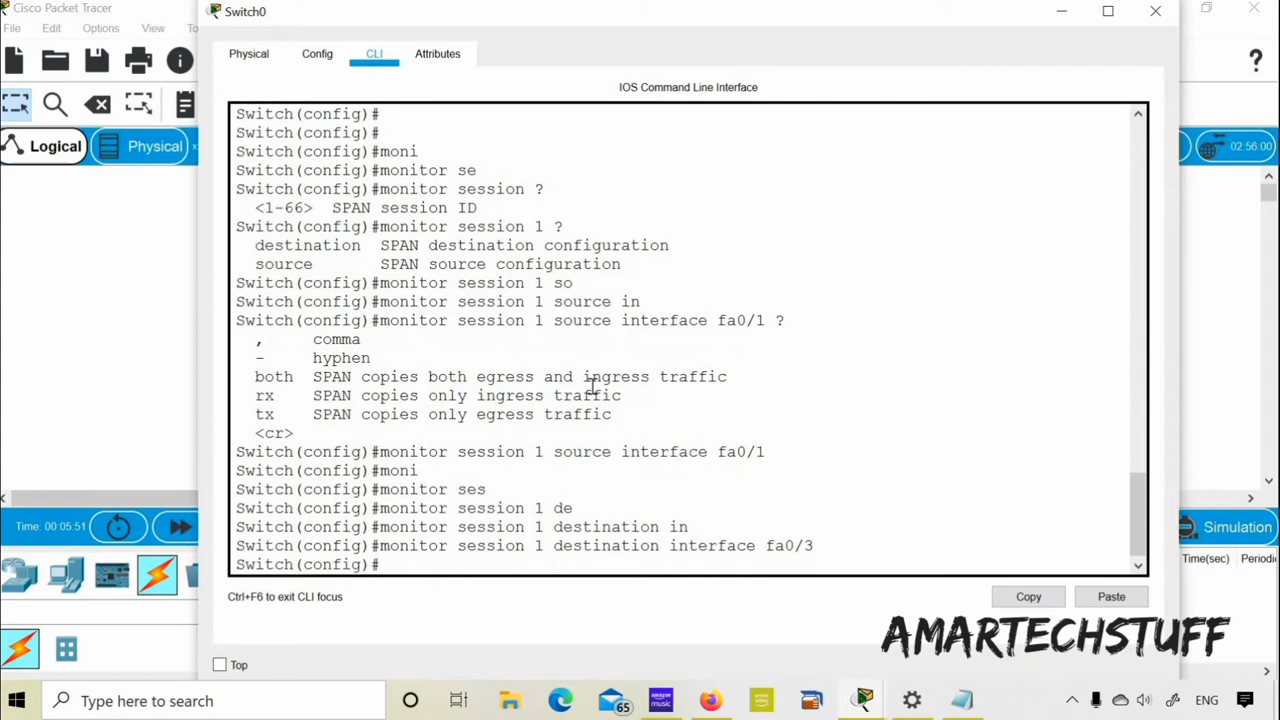 Cisco Packet Tracer
Switch0
File Edit Options View To
Physical Config CLI Attributes
IOS Command Line Interface
Logical
Physical
02:56:00
Switch(config)#
Switch(config)#
Switch(config)#moni
Switch(config)#monitor se
Switch(config)#monitor session ?
<1-66> SPAN session ID
Switch(config)#monitor session 1 ?
destination SPAN destination configuration
source SPAN source configuration
Switch(config)#monitor session 1 so
Switch(config)#monitor session 1 source in
Switch(config)#monitor session 1 source interface fa0/1 ?
, comma
- hyphen
both SPAN copies both egress and ingress traffic
rx SPAN copies only ingress traffic
tx SPAN copies only egress traffic
<cr>
Switch(config)#monitor session 1 source interface fa0/1
Switch(config)#moni
Switch(config)#monitor ses
Switch(config)#monitor session 1 de
Switch(config)#monitor session 1 destination in
Switch(config)#monitor session 1 destination interface fa0/3
Switch(config)#
Time: 00:05:51
Simulation
Time(sec) Periodic
Ctrl+F6 to exit CLI focus
Copy
Paste
AMARTECHSTUFF
Top
Type here to search
65
amazon music
prime video
ENG